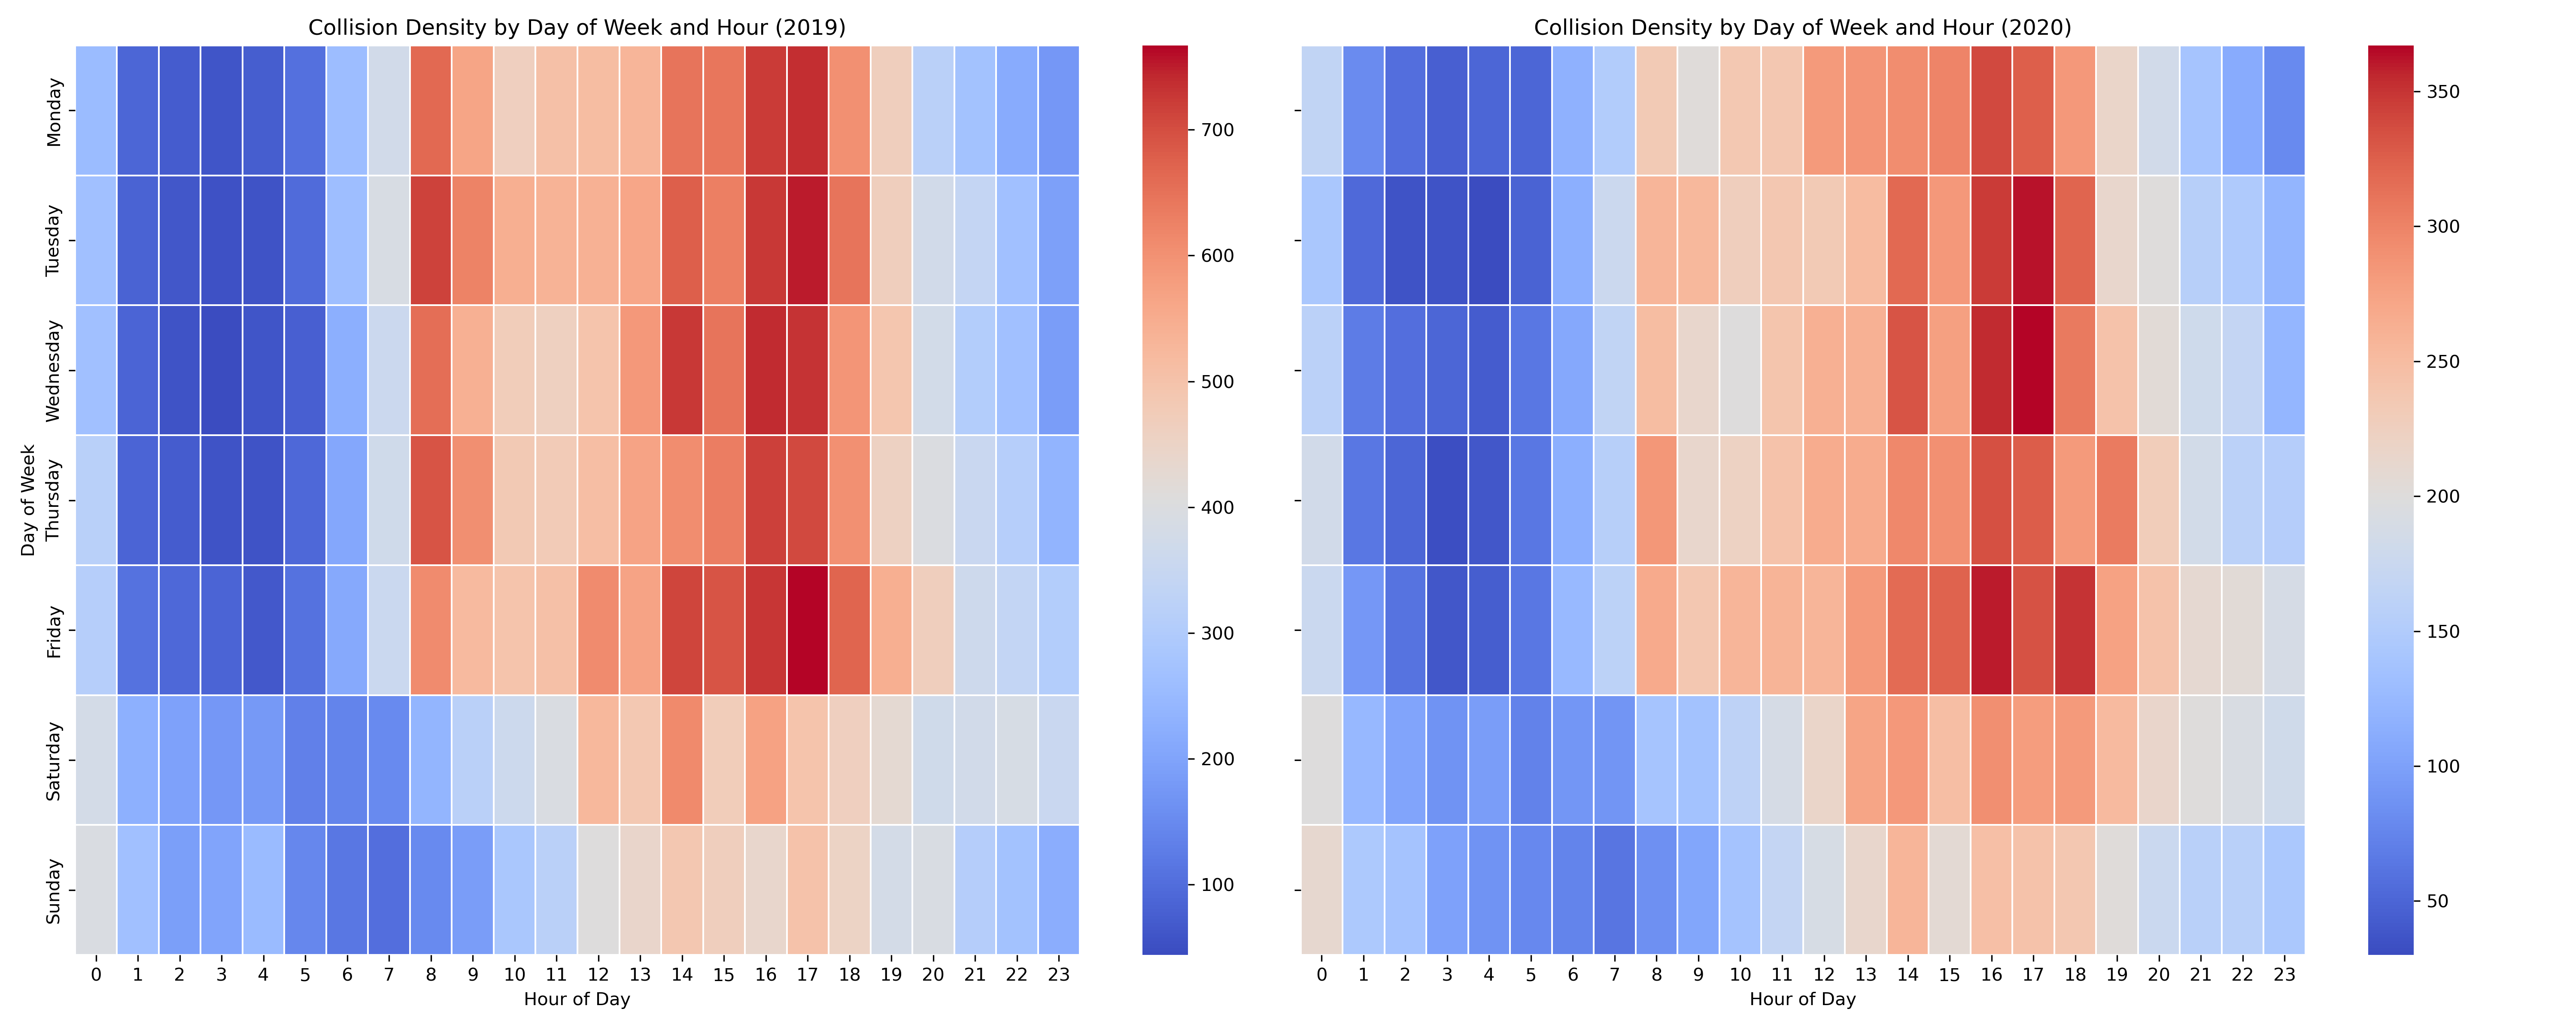 Collision Density by Day of Week and Hour (2019)
Day of Week
Monday
Tuesday
Wednesday
Thursday
Friday
Saturday
Sunday
0 1 2 3 4 5 6 7 8 9 10 11 12 13 14 15 16 17 18 19 20 21 22 23
Hour of Day
700
600
500
400
300
200
100
Collision Density by Day of Week and Hour (2020)
0 1 2 3 4 5 6 7 8 9 10 11 12 13 14 15 16 17 18 19 20 21 22 23
Hour of Day
350
300
250
200
150
100
50